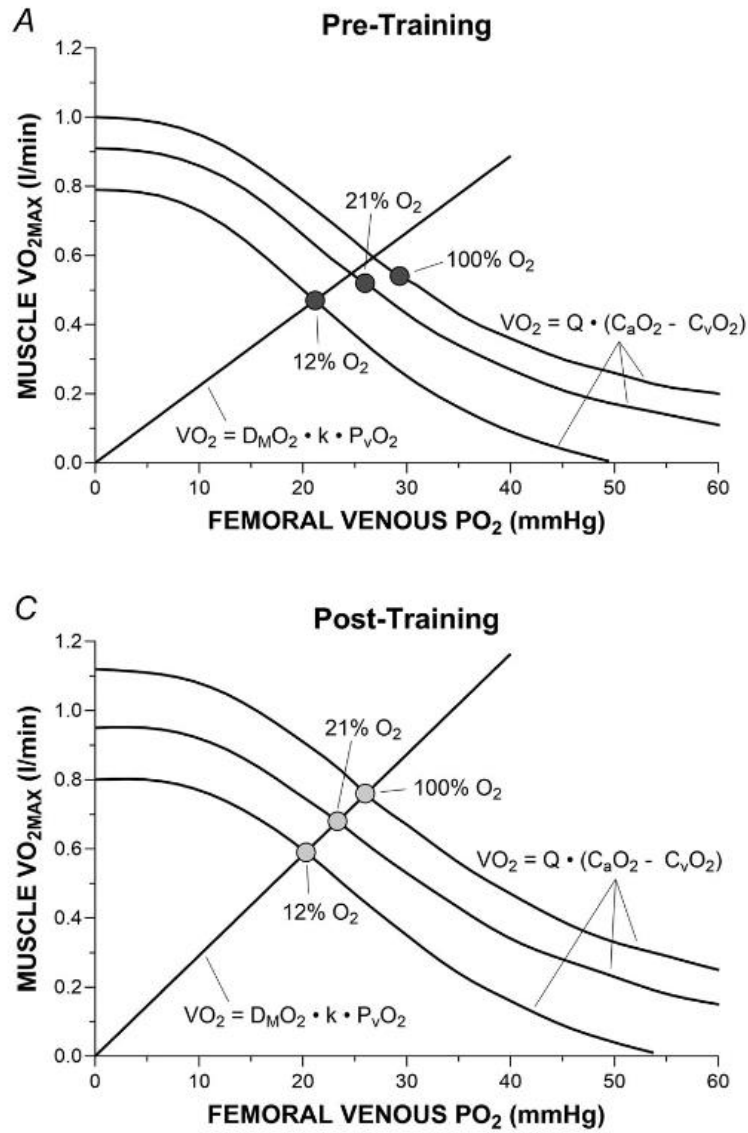 A
Pre-Training
MUSCLE VO₂MAX (l/min)
1.2
1.0
0.8
0.6
0.4
0.2
0.0
21% O₂
100% O₂
12% O₂
VO₂ = Q • (CₐO₂ - CᵥO₂)
VO₂ = DₘO₂ • k • PᵥO₂
0 10 20 30 40 50 60
FEMORAL VENOUS PO₂ (mmHg)
C
Post-Training
MUSCLE VO₂MAX (l/min)
1.2
1.0
0.8
0.6
0.4
0.2
0.0
21% O₂
100% O₂
12% O₂
VO₂ = Q • (CₐO₂ - CᵥO₂)
VO₂ = DₘO₂ • k • PᵥO₂
0 10 20 30 40 50 60
FEMORAL VENOUS PO₂ (mmHg)